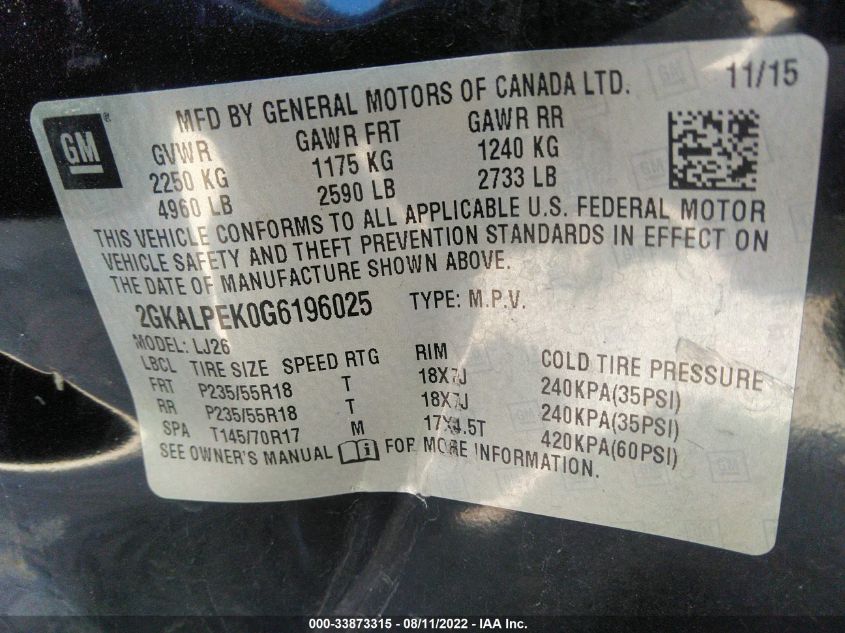 GM
MFD BY GENERAL MOTORS OF CANADA LTD. 11/15
GVWR GAWR FRT GAWR RR
2250 KG 1175 KG 1240 KG
4960 LB 2590 LB 2733 LB
THIS VEHICLE CONFORMS TO ALL APPLICABLE U.S. FEDERAL MOTOR
VEHICLE SAFETY AND THEFT PREVENTION STANDARDS IN EFFECT ON
THE DATE OF MANUFACTURE SHOWN ABOVE.
2GKALPEK0G6196025 TYPE: M.P.V.
MODEL: LJ26
LBCL TIRE SIZE SPEED RTG RIM COLD TIRE PRESSURE
FRT P235/55R18 T 18X7J 240KPA(35PSI)
RR P235/55R18 T 18X7J 240KPA(35PSI)
SPA T145/70R17 M 17X4.5T 420KPA(60PSI)
SEE OWNER'S MANUAL FOR MORE INFORMATION.
000-33873315 - 08/11/2022 - IAA Inc.